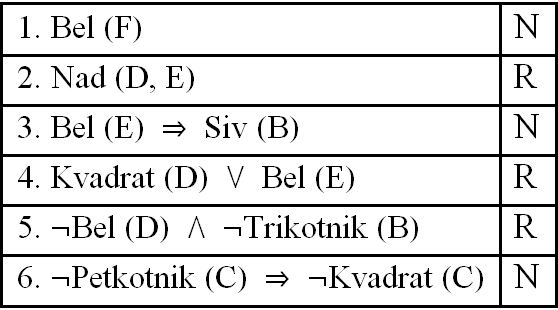 1. Bel (F) N
2. Nad (D, E) R
3. Bel (E) ⇒ Siv (B) N
4. Kvadrat (D) ∨ Bel (E) R
5. ¬Bel (D) ∧ ¬Trikotnik (B) R
6. ¬Petkotnik (C) ⇒ ¬Kvadrat (C) N